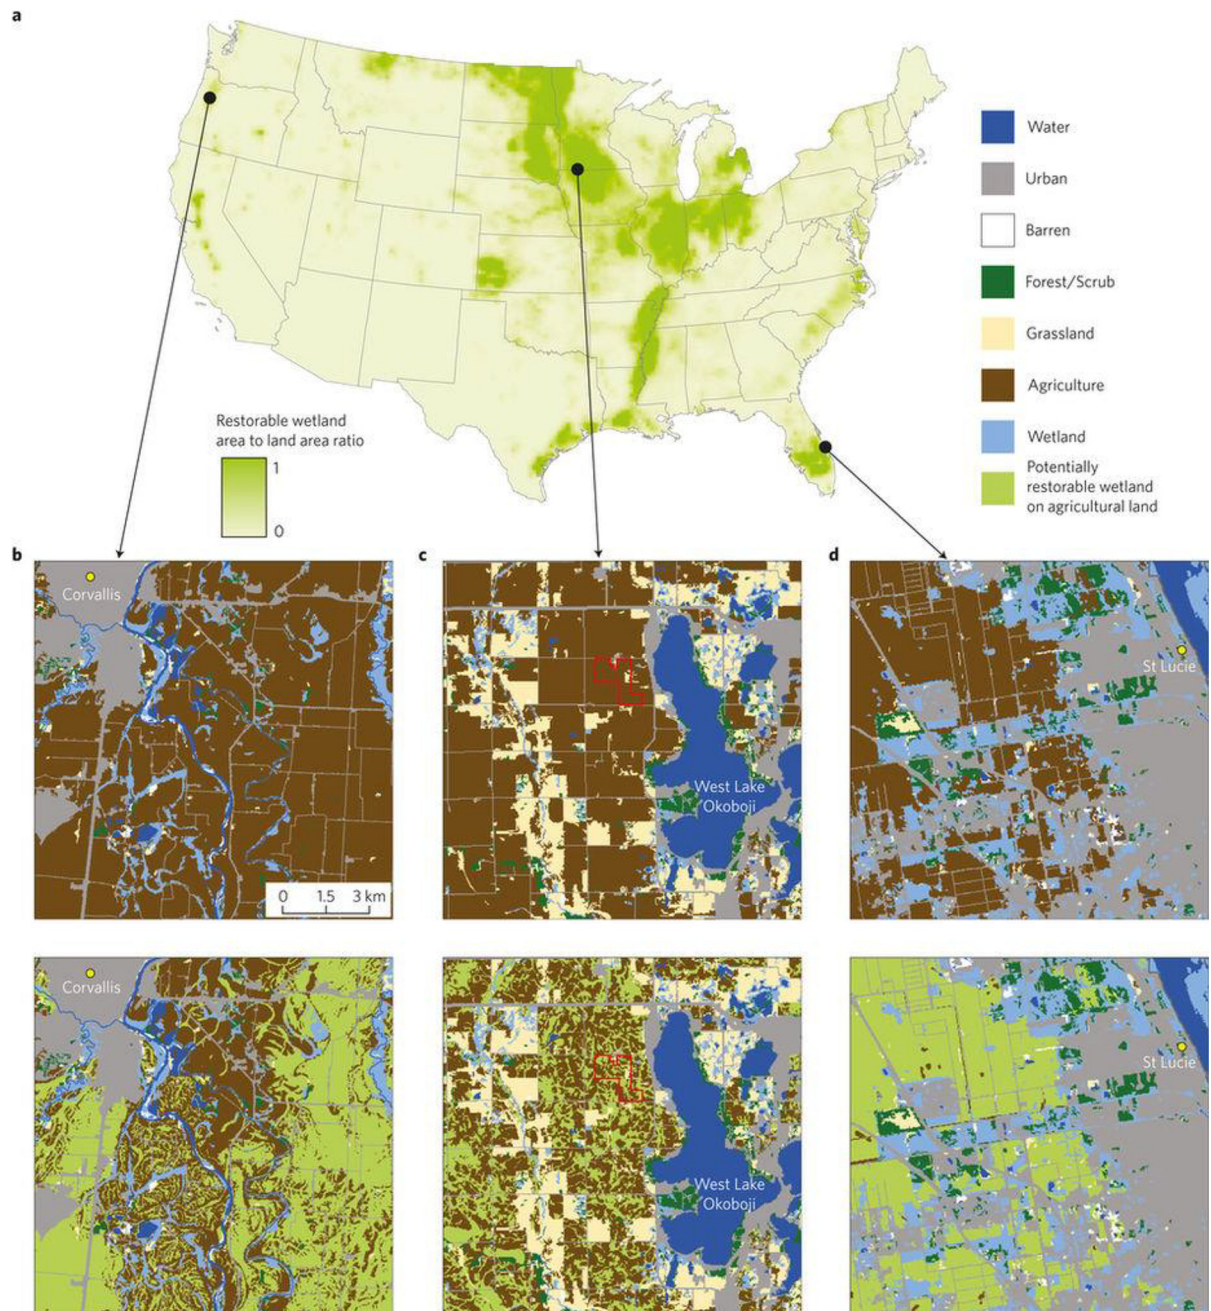 a
Water
Urban
Barren
Forest/Scrub
Grassland
Agriculture
Wetland
Potentially
restorable wetland
on agricultural land
Restorable wetland
area to land area ratio
1
0
b
c
d
Corvallis
0 1.5 3 km
West Lake
Okoboji
St Lucie
Corvallis
West Lake
Okoboji
St Lucie